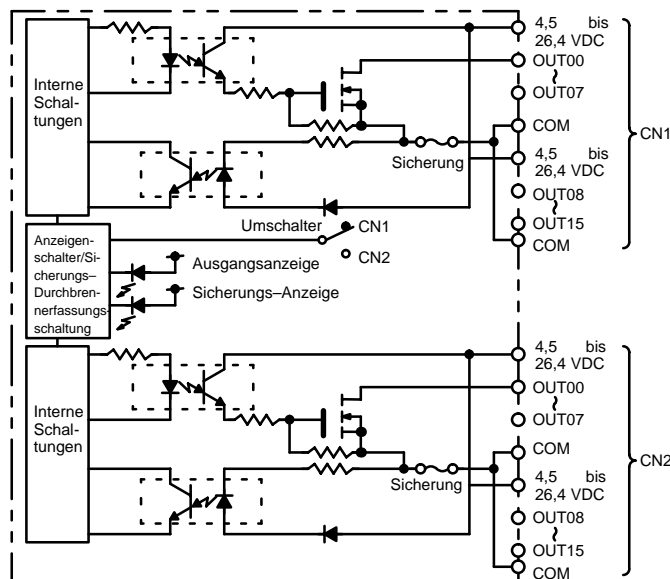 4,5 bis
26,4 VDC
OUT00
OUT07
COM
4,5 bis
26,4 VDC
OUT08
OUT15
COM
CN1
Interne
Schal-
tungen
Sicherung
Umschalter
CN1
CN2
Anzeigen-
schalter/Si-
cherungs–
Durchbren-
nerfassungs-
schaltung
Ausgangsanzeige
Sicherungs–Anzeige
Interne
Schal-
tungen
Sicherung
4,5 bis
26,4 VDC
OUT00
OUT07
COM
4,5 bis
26,4 VDC
OUT08
OUT15
COM
CN2